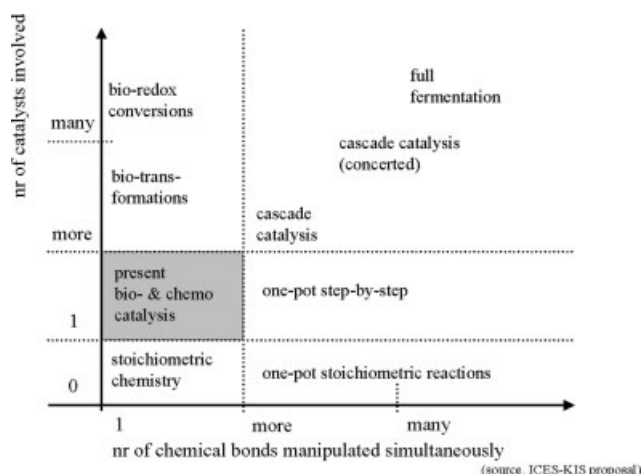 nr of catalysts involved
bio-redox
conversions
full
fermentation
many
cascade catalysis
(concerted)
bio-trans-
formations
cascade
catalysis
more
present
bio- & chemo
catalysis
one-pot step-by-step
1
stoichiometric
chemistry
one-pot stoichiometric reactions
0
1
more
many
nr of chemical bonds manipulated simultaneously
(source, ICES-KIS proposal)